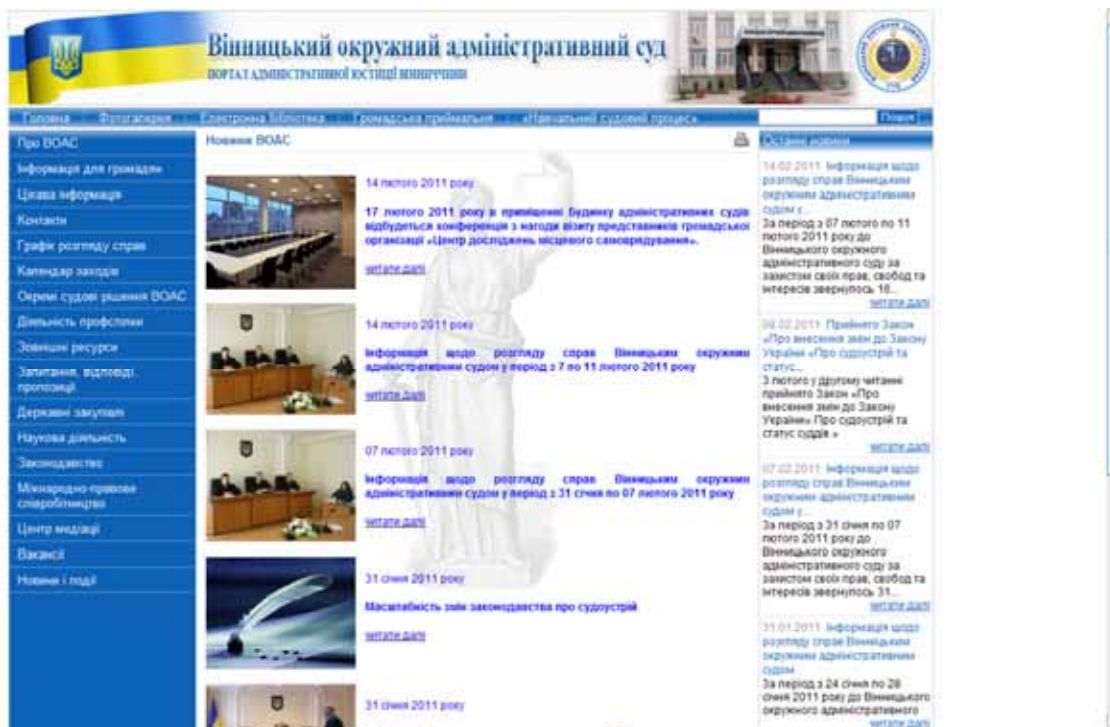 Вінницький окружний адміністративний суд
ПОРТАЛ АДМІНІСТРАТИВНОЇ ЮСТИЦІЇ ВІННИЧЧИНИ
Головна Фотогалерея Електронна бібліотека Громадська приймальня «Навчальний судовий процес» Пошук
Про ВОАС
Інформація для громадян
Цікава інформація
Контакти
Графік розгляду справ
Календар заходів
Окремі судові рішення ВОАС
Діяльність профспілки
Зовнішні ресурси
Запитання, відповіді,
пропозиції
Державні закупівлі
Наукова діяльність
Законодавство
Міжнародно-правове
співробітництво
Центр медіації
Вакансії
Новини і події
Новини ВОАС
14 лютого 2011 року
17 лютого 2011 року в приміщенні Будинку адміністративних судів
відбудеться конференція з нагоди візиту представників громадської
організації «Центр досліджень місцевого самоврядування».
читати далі
14 лютого 2011 року
Інформація щодо розгляду справ Вінницьким окружним
адміністративним судом у період з 7 по 11 лютого 2011 року
читати далі
07 лютого 2011 року
Інформація щодо розгляду справ Вінницьким окружним
адміністративним судом у період з 31 січня по 07 лютого 2011 року
читати далі
31 січня 2011 року
Масштабність змін законодавства про судоустрій
читати далі
31 січня 2011 року
Останні новини
14.02.2011 Інформація щодо
розгляду справ Вінницьким
окружним адміністративним
судом у...
За період з 07 лютого по 11
лютого 2011 року до
Вінницького окружного
адміністративного суду за
захистом своїх прав, свобод та
інтересів звернулось 16...
читати далі
08.02.2011 Прийнято Закон
«Про внесення змін до Закону
України «Про судоустрій та
статус...
3 лютого у другому читанні
прийнято Закон «Про
внесення змін до Закону
України» Про судоустрій та
статус суддів »
читати далі
07.02.2011 Інформація щодо
розгляду справ Вінницьким
окружним адміністративним
судом у...
За період з 31 січня по 07
лютого 2011 року до
Вінницького окружного
адміністративного суду за
захистом своїх прав, свобод та
інтересів звернулось 31...
читати далі
31.01.2011 Інформація щодо
розгляду справ Вінницьким
окружним адміністративним
судом
За період з 24 січня по 28
січня 2011 року до Вінницького
окружного адміністративного
читати далі